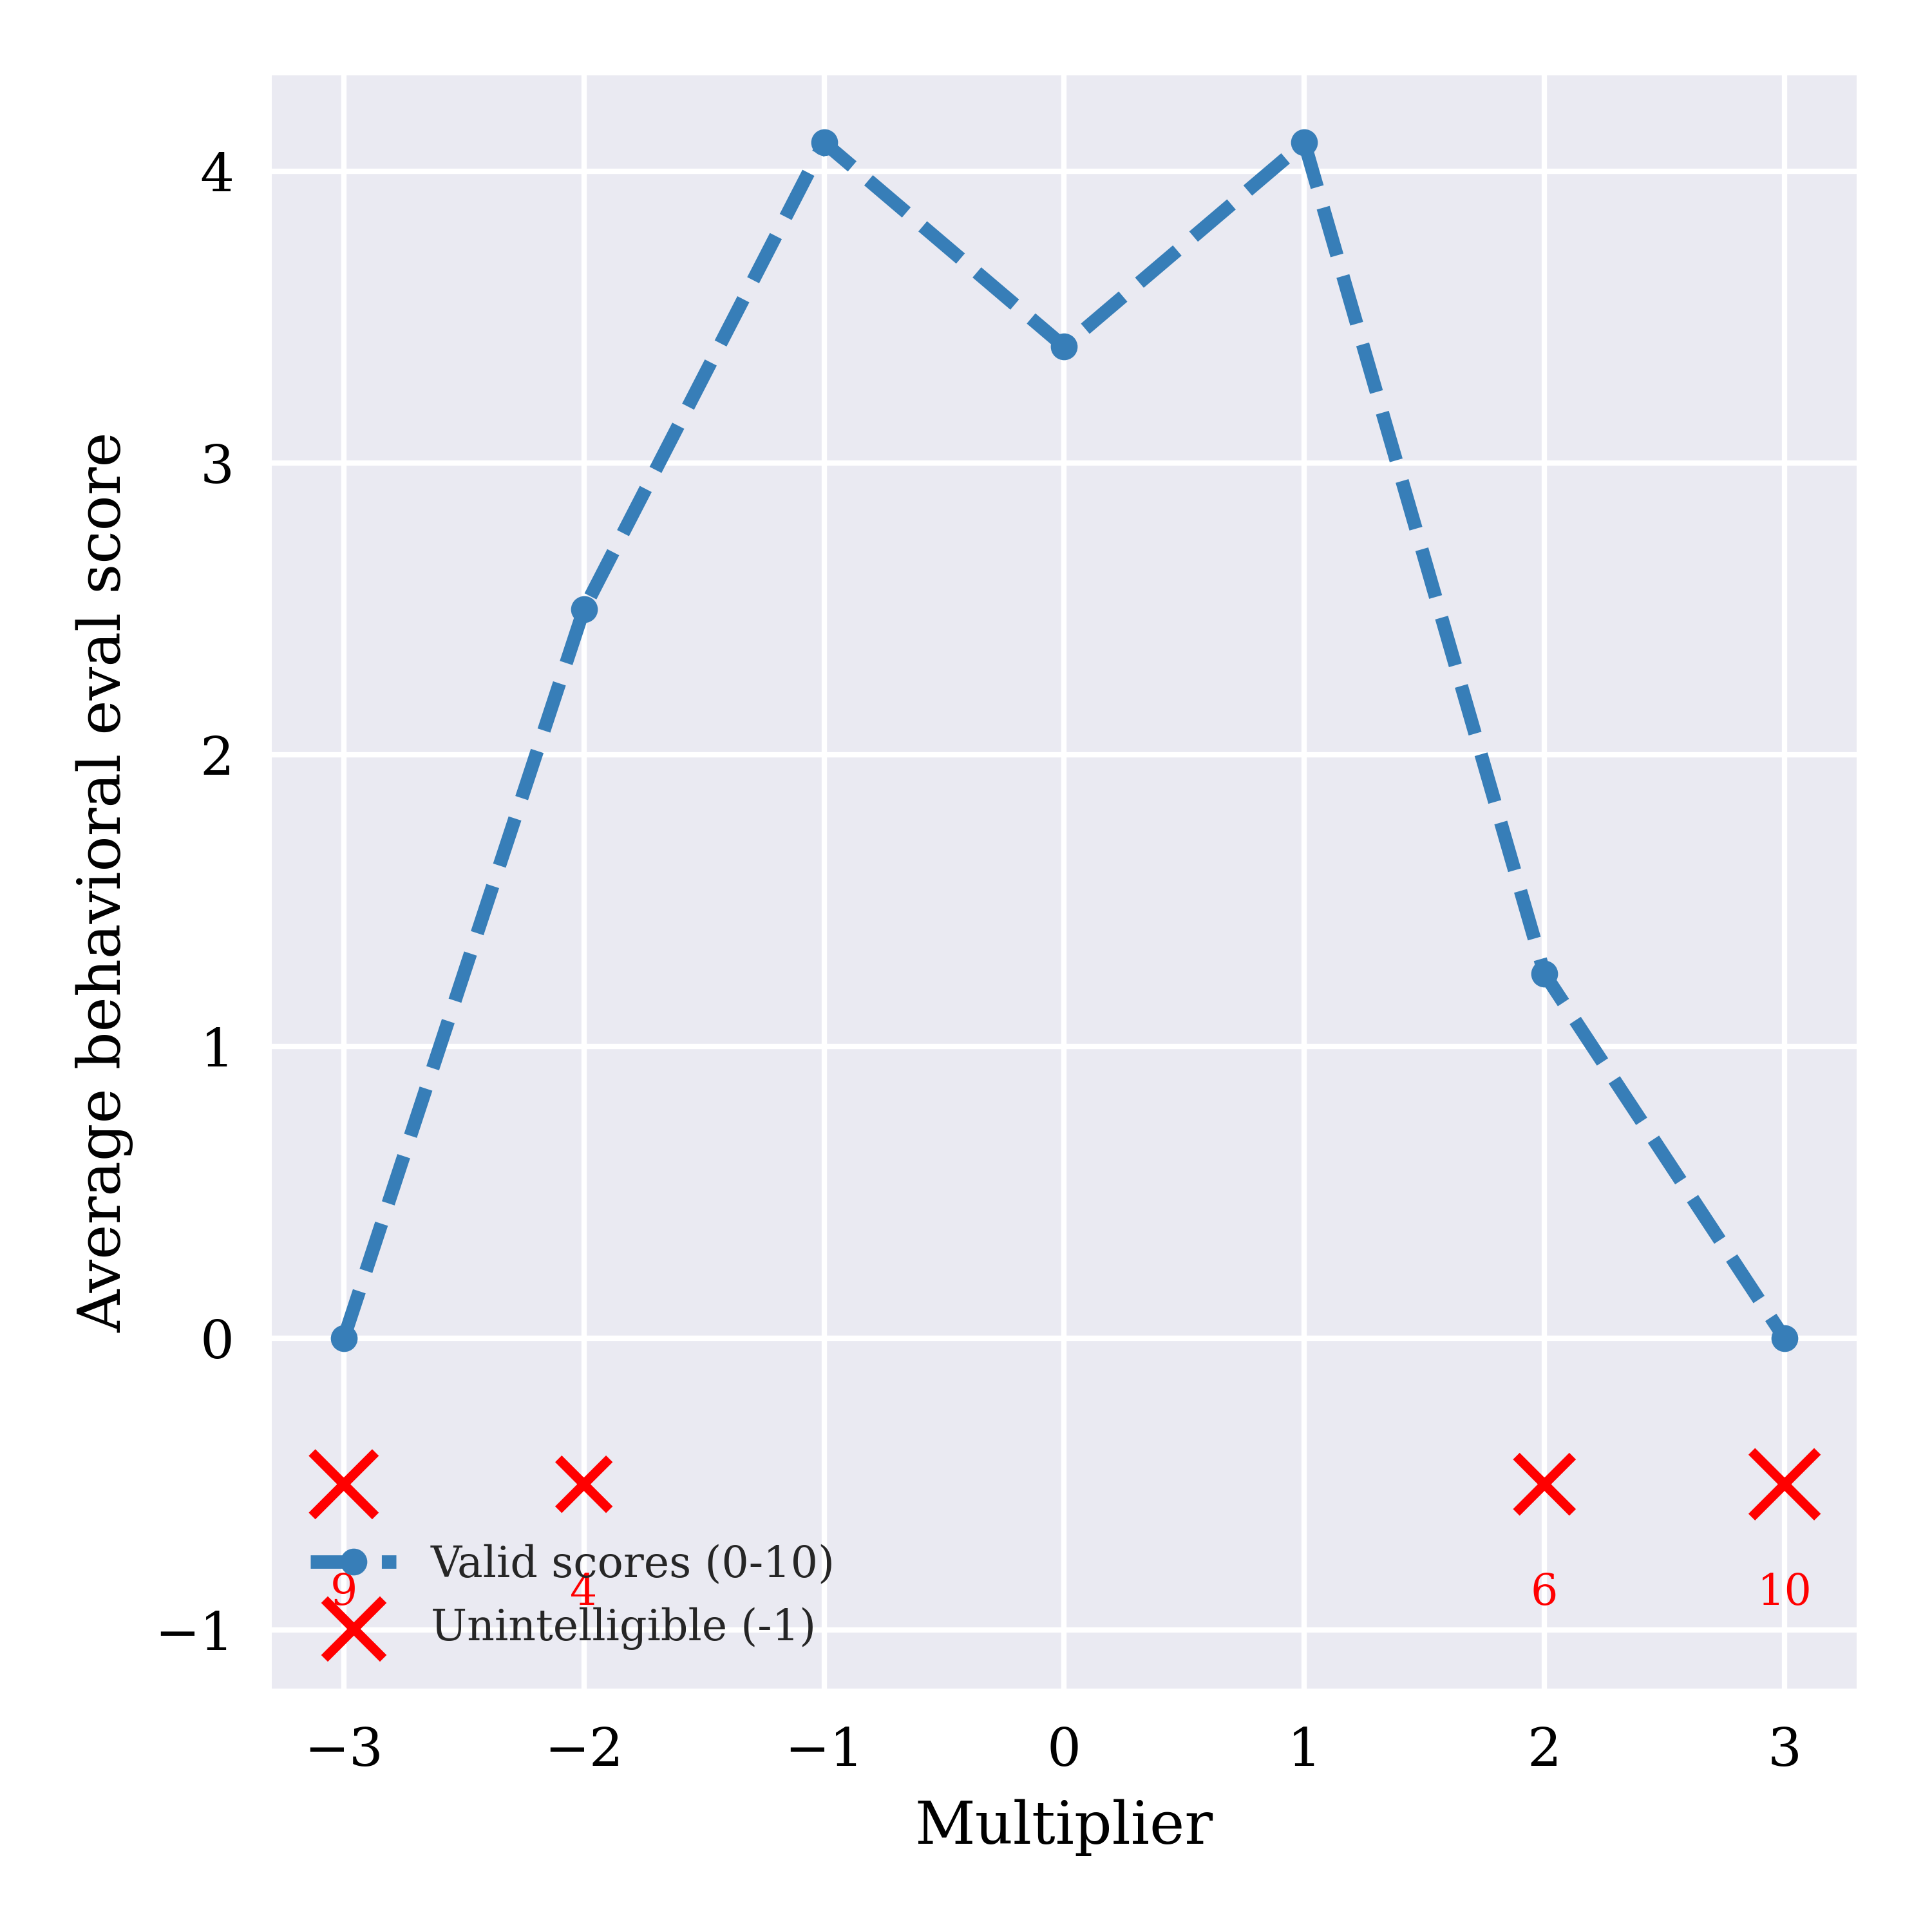 Average behavioral eval score
4
3
2
1
0
−1
Valid scores (0-10)
9 4 6 10
Unintelligible (-1)
−3 −2 −1 0 1 2 3
Multiplier